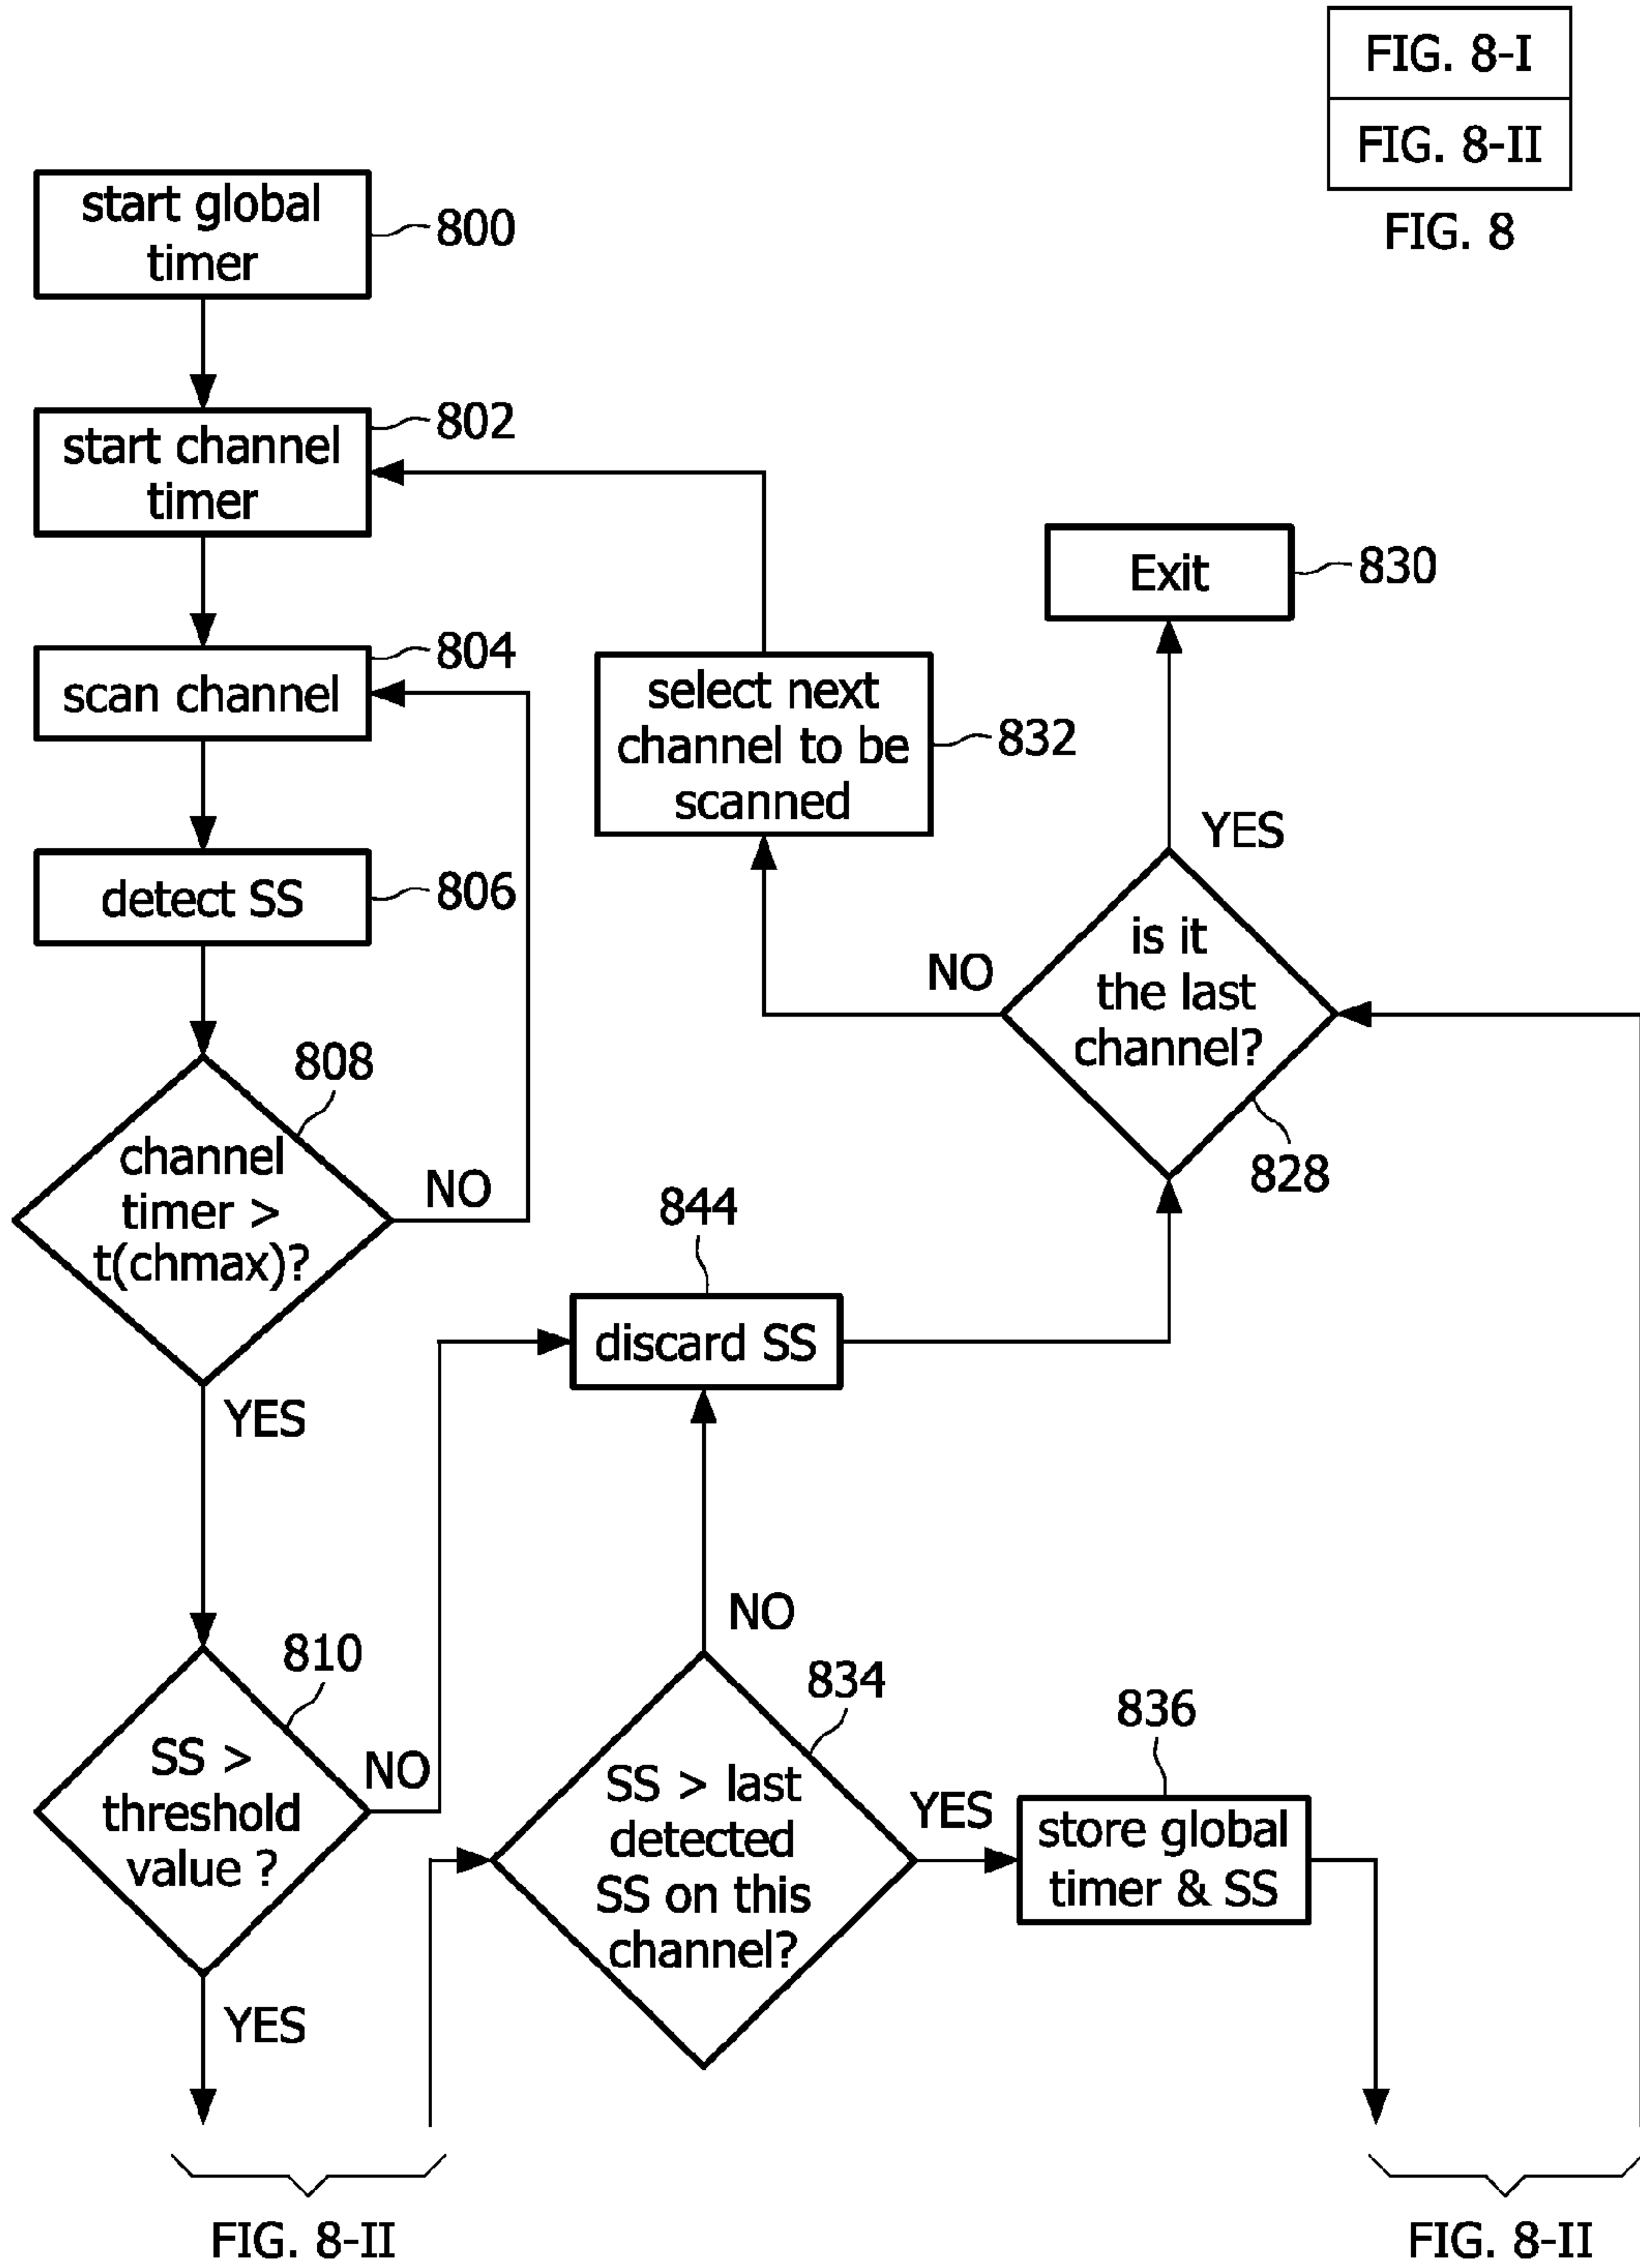 FIG. 8-I
FIG. 8-II
FIG. 8
start global
timer
800
start channel
timer
802
scan channel
804
detect SS
806
channel
timer >
t(chmax)?
808
NO
YES
SS >
threshold
value ?
810
NO
YES
select next
channel to be
scanned
832
Exit
830
YES
is it
the last
channel?
NO
828
844
discard SS
NO
SS > last
detected
SS on this
channel?
834
YES
836
store global
timer & SS
FIG. 8-II
FIG. 8-II